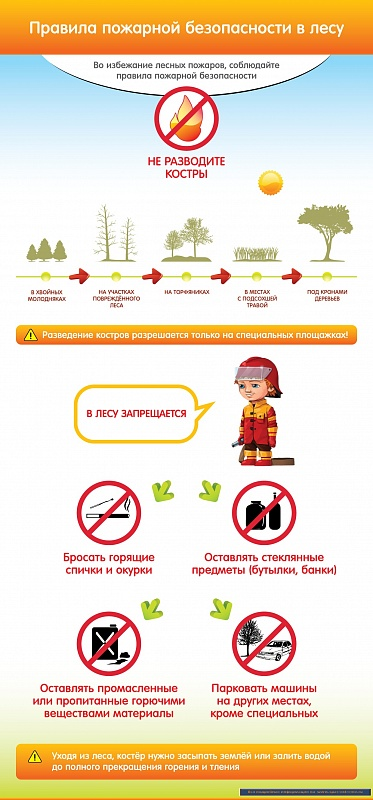 Правила пожарной безопасности в лесу
Во избежание лесных пожаров, соблюдайте
правила пожарной безопасности
НЕ РАЗВОДИТЕ
КОСТРЫ
В ХВОЙНЫХ
МОЛОДНЯКАХ
НА УЧАСТКАХ
ПОВРЕЖДЁННОГО
ЛЕСА
НА ТОРФЯНИКАХ
В МЕСТАХ
С ПОДСОХШЕЙ
ТРАВОЙ
ПОД КРОНАМИ
ДЕРЕВЬЕВ
Разведение костров разрешается только на специальных площадках!
В ЛЕСУ ЗАПРЕЩАЕТСЯ
Бросать горящие
спички и окурки
Оставлять стеклянные
предметы (бутылки, банки)
Оставлять промасленные
или пропитанные горючими
веществами материалы
Парковать машины
на других местах,
кроме специальных
Уходя из леса, костёр нужно засыпать землёй или залить водой
до полного прекращения горения и тления